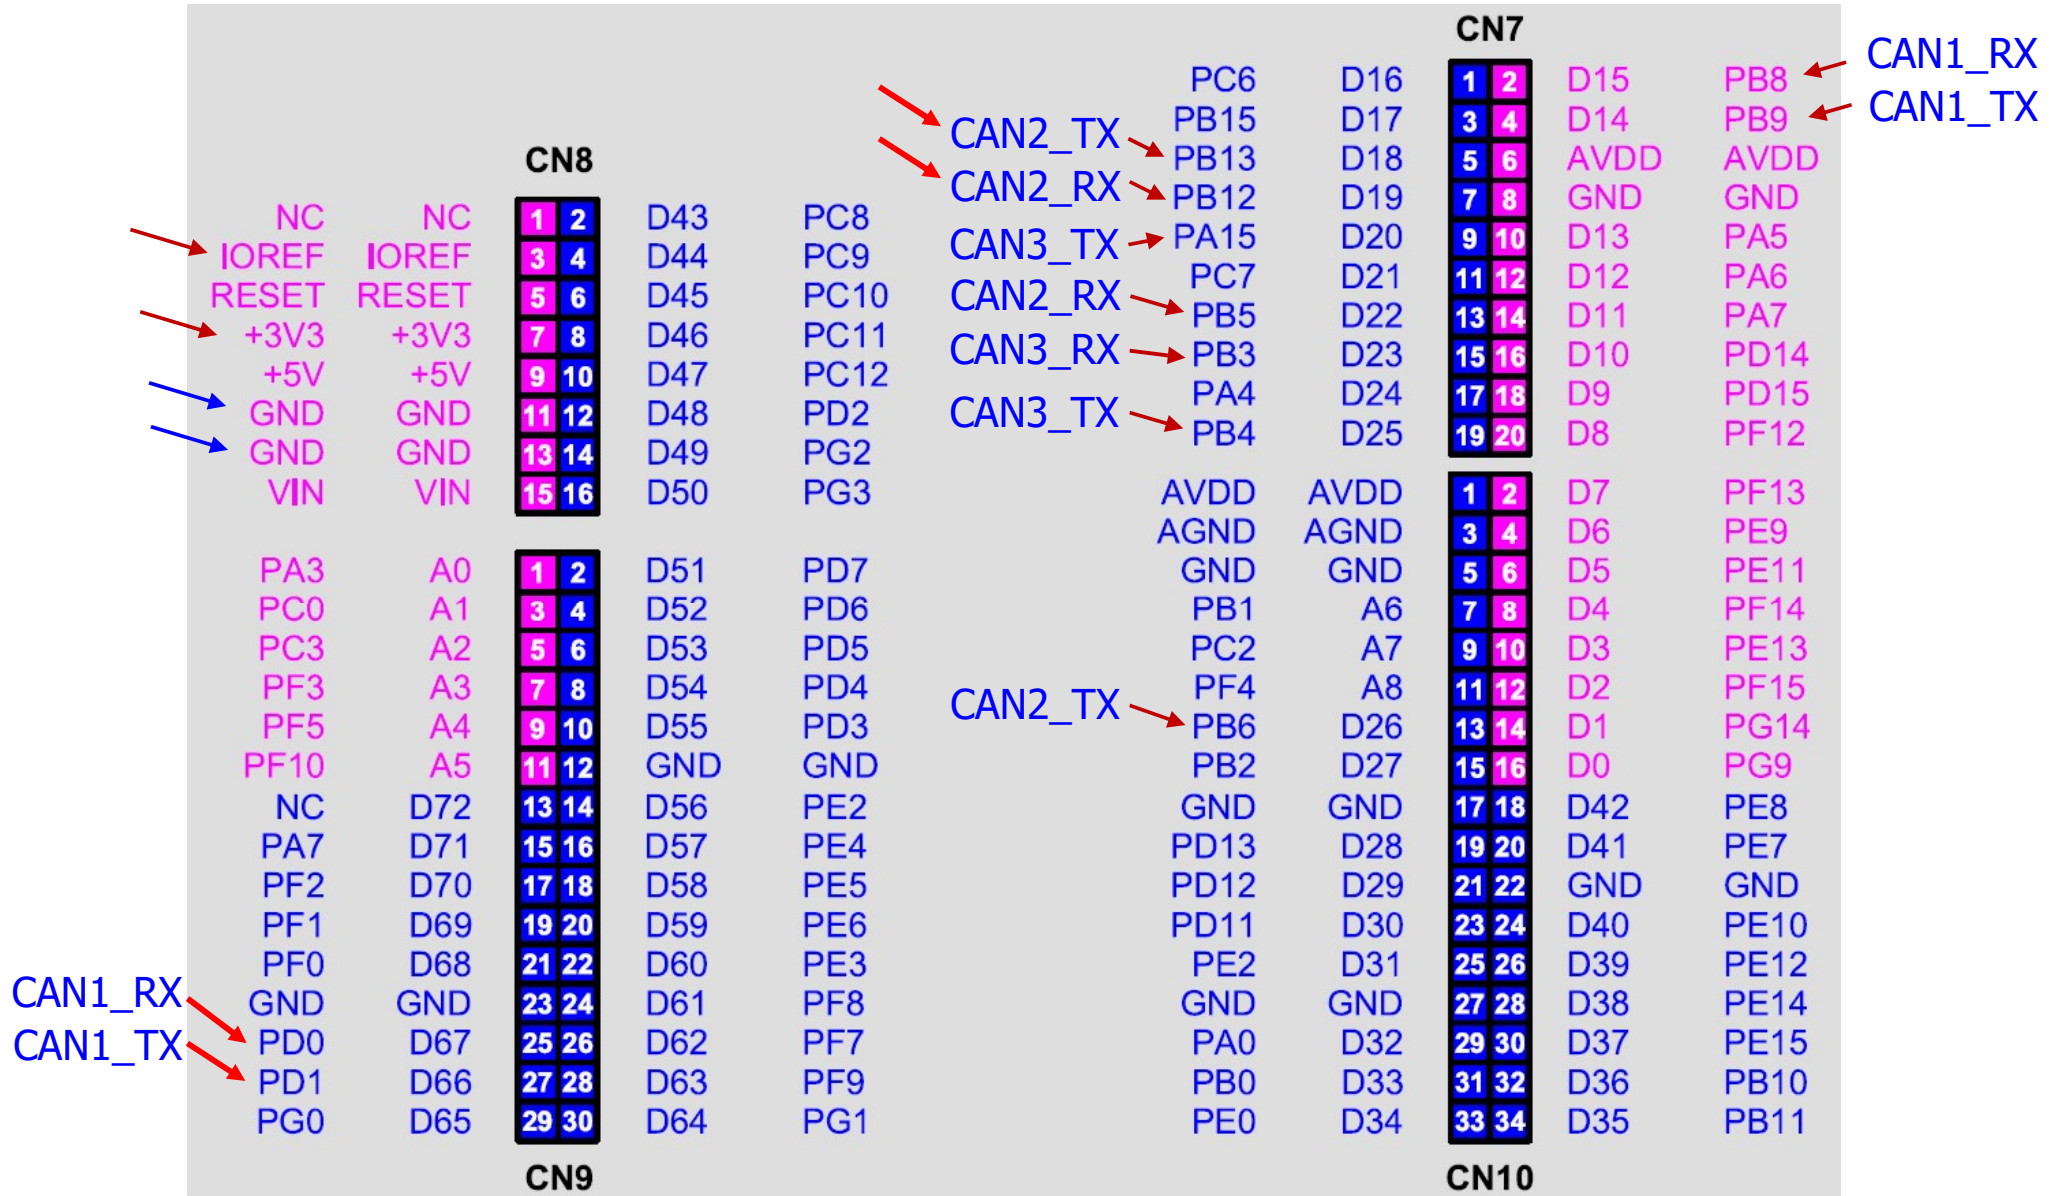 CN7
PC6 D16 1 2 D15 PB8 CAN1_RX
PB15 D17 3 4 D14 PB9 CAN1_TX
CAN2_TX PB13 D18 5 6 AVDD AVDD
CAN2_RX PB12 D19 7 8 GND GND
CAN3_TX PA15 D20 9 10 D13 PA5
PC7 D21 11 12 D12 PA6
CAN2_RX PB5 D22 13 14 D11 PA7
CAN3_RX PB3 D23 15 16 D10 PD14
PA4 D24 17 18 D9 PD15
CAN3_TX PB4 D25 19 20 D8 PF12
CN8
NC NC 1 2 D43 PC8
IOREF IOREF 3 4 D44 PC9
RESET RESET 5 6 D45 PC10
+3V3 +3V3 7 8 D46 PC11
+5V +5V 9 10 D47 PC12
GND GND 11 12 D48 PD2
GND GND 13 14 D49 PG2
VIN VIN 15 16 D50 PG3
PA3 A0 1 2 D51 PD7
PC0 A1 3 4 D52 PD6
PC3 A2 5 6 D53 PD5
PF3 A3 7 8 D54 PD4
PF5 A4 9 10 D55 PD3
PF10 A5 11 12 GND GND
NC D72 13 14 D56 PE2
PA7 D71 15 16 D57 PE4
PF2 D70 17 18 D58 PE5
PF1 D69 19 20 D59 PE6
PF0 D68 21 22 D60 PE3
CAN1_RX GND GND 23 24 D61 PF8
CAN1_TX PD0 D67 25 26 D62 PF7
PD1 D66 27 28 D63 PF9
PG0 D65 29 30 D64 PG1
CN9
AVDD AVDD 1 2 D7 PF13
AGND AGND 3 4 D6 PE9
GND GND 5 6 D5 PE11
PB1 A6 7 8 D4 PF14
PC2 A7 9 10 D3 PE13
PF4 A8 11 12 D2 PF15
CAN2_TX PB6 D26 13 14 D1 PG14
PB2 D27 15 16 D0 PG9
GND GND 17 18 D42 PE8
PD13 D28 19 20 D41 PE7
PD12 D29 21 22 GND GND
PD11 D30 23 24 D40 PE10
PE2 D31 25 26 D39 PE12
GND GND 27 28 D38 PE14
PA0 D32 29 30 D37 PE15
PB0 D33 31 32 D36 PB10
PE0 D34 33 34 D35 PB11
CN10